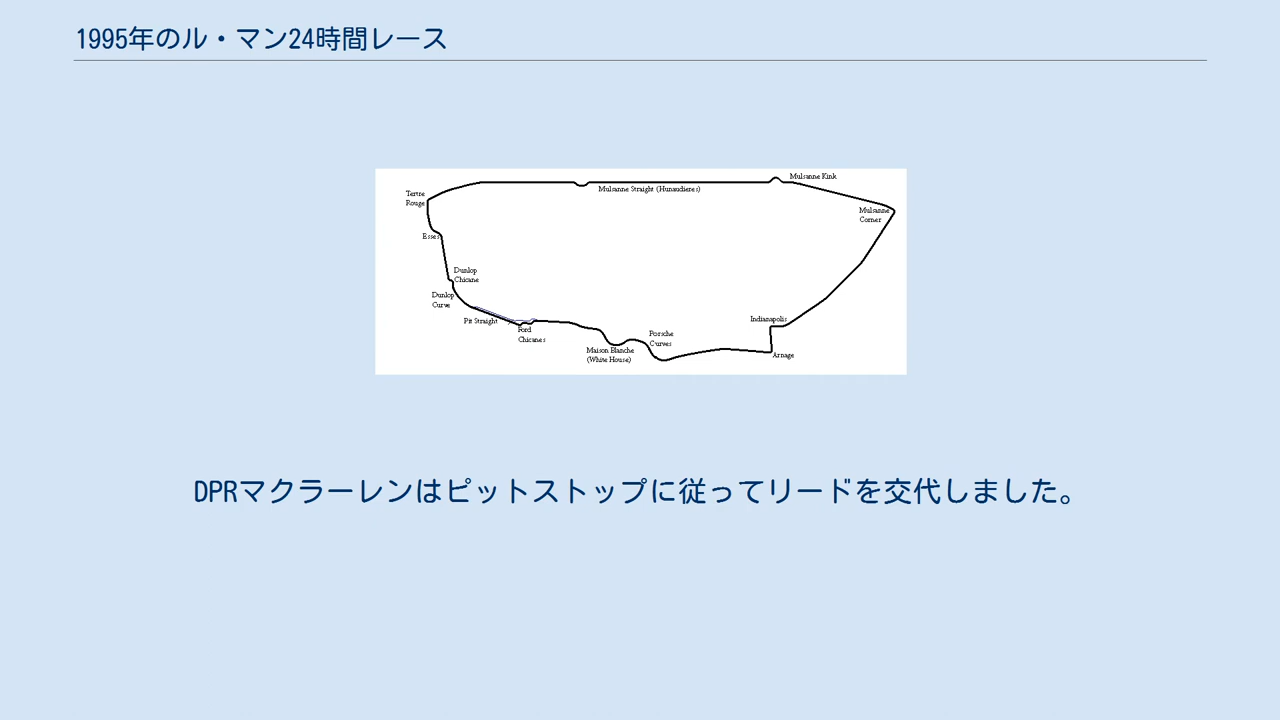 1995年のル・マン24時間レース
Mulsanne Kink
Mulsanne Straight (Hunaudieres)
Tertre
Rouge
Mulsanne
Corner
Esses
Dunlop
Chicane
Dunlop
Curve
Pit Straight
Ford
Chicanes
Indianapolis
Porsche
Curves
Maison Blanche
(White House)
Arnage
DPRマクラーレンはピットストップに従ってリードを交代しました。